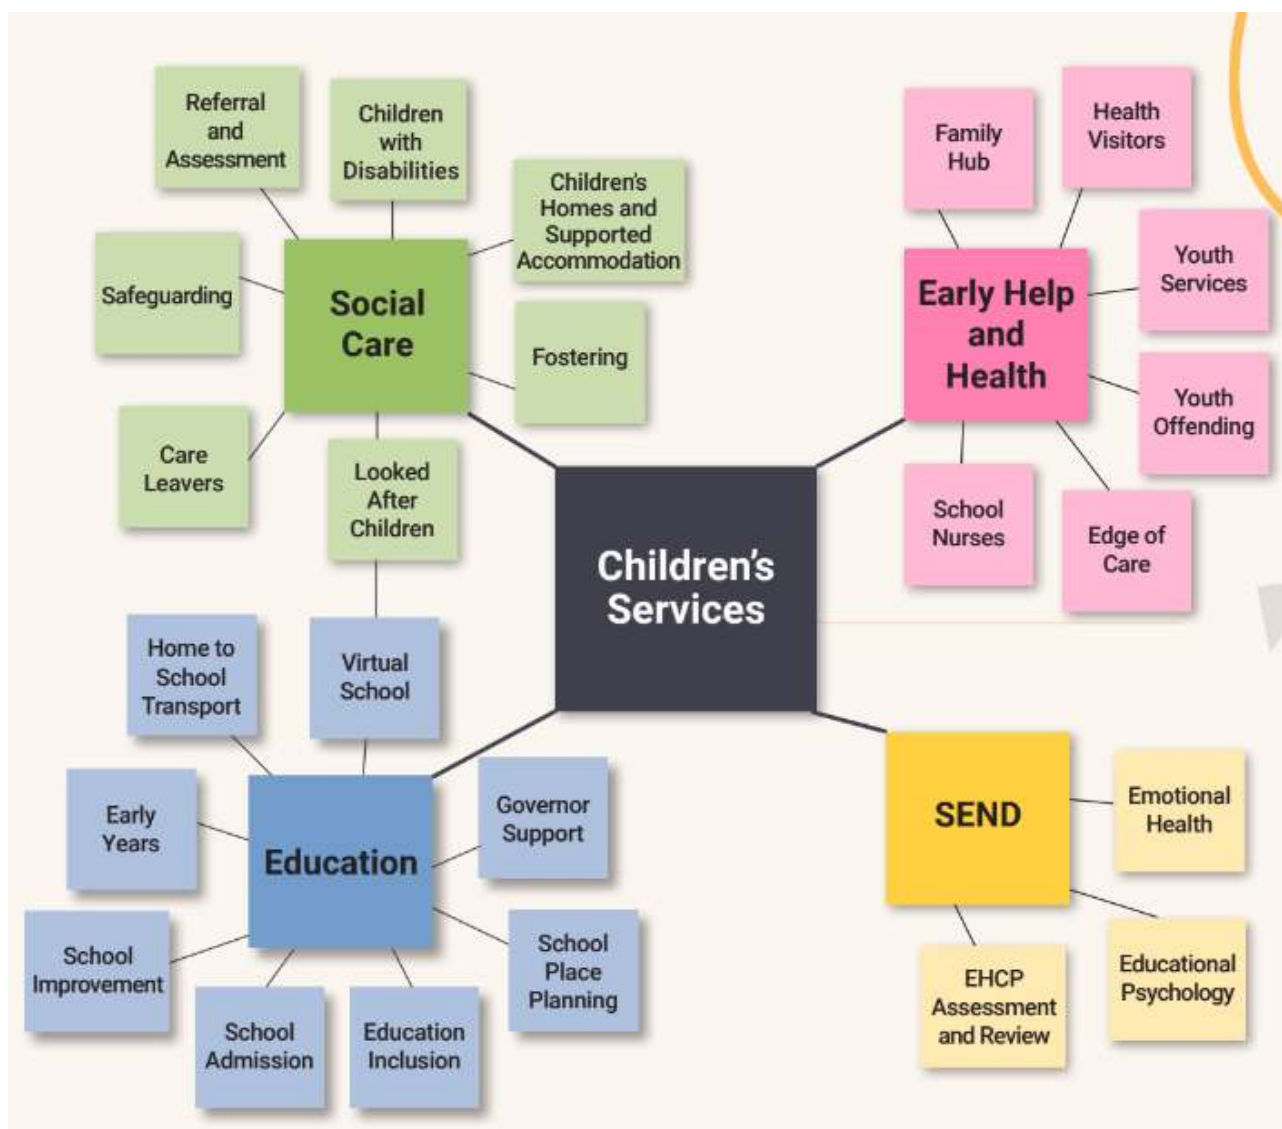 Referral
and
Assessment
Children
with
Disabilities
Children's
Homes and
Supported
Accommodation
Safeguarding
Social
Care
Fostering
Care
Leavers
Looked
After
Children
Family
Hub
Health
Visitors
Early Help
and
Health
Youth
Services
Youth
Offending
School
Nurses
Edge of
Care
Children's
Services
Home to
School
Transport
Virtual
School
Early
Years
Education
Governor
Support
School
Improvement
School
Place
Planning
School
Admission
Education
Inclusion
SEND
Emotional
Health
EHCP
Assessment
and Review
Educational
Psychology